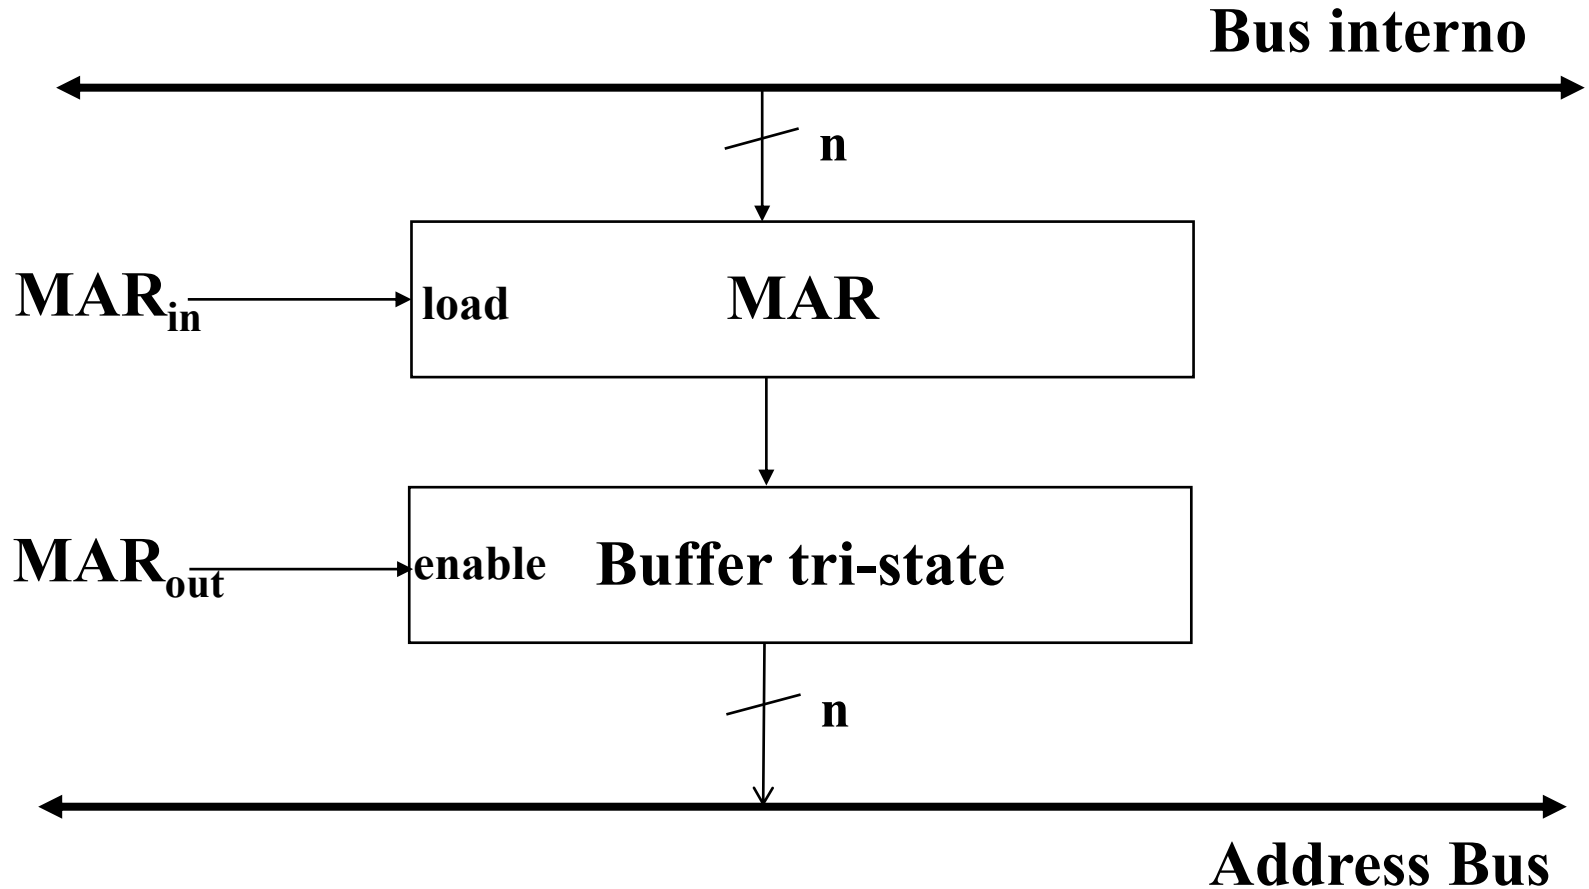 Bus interno
n
MARin
load
MAR
MARout
enable
Buffer tri-state
n
Address Bus